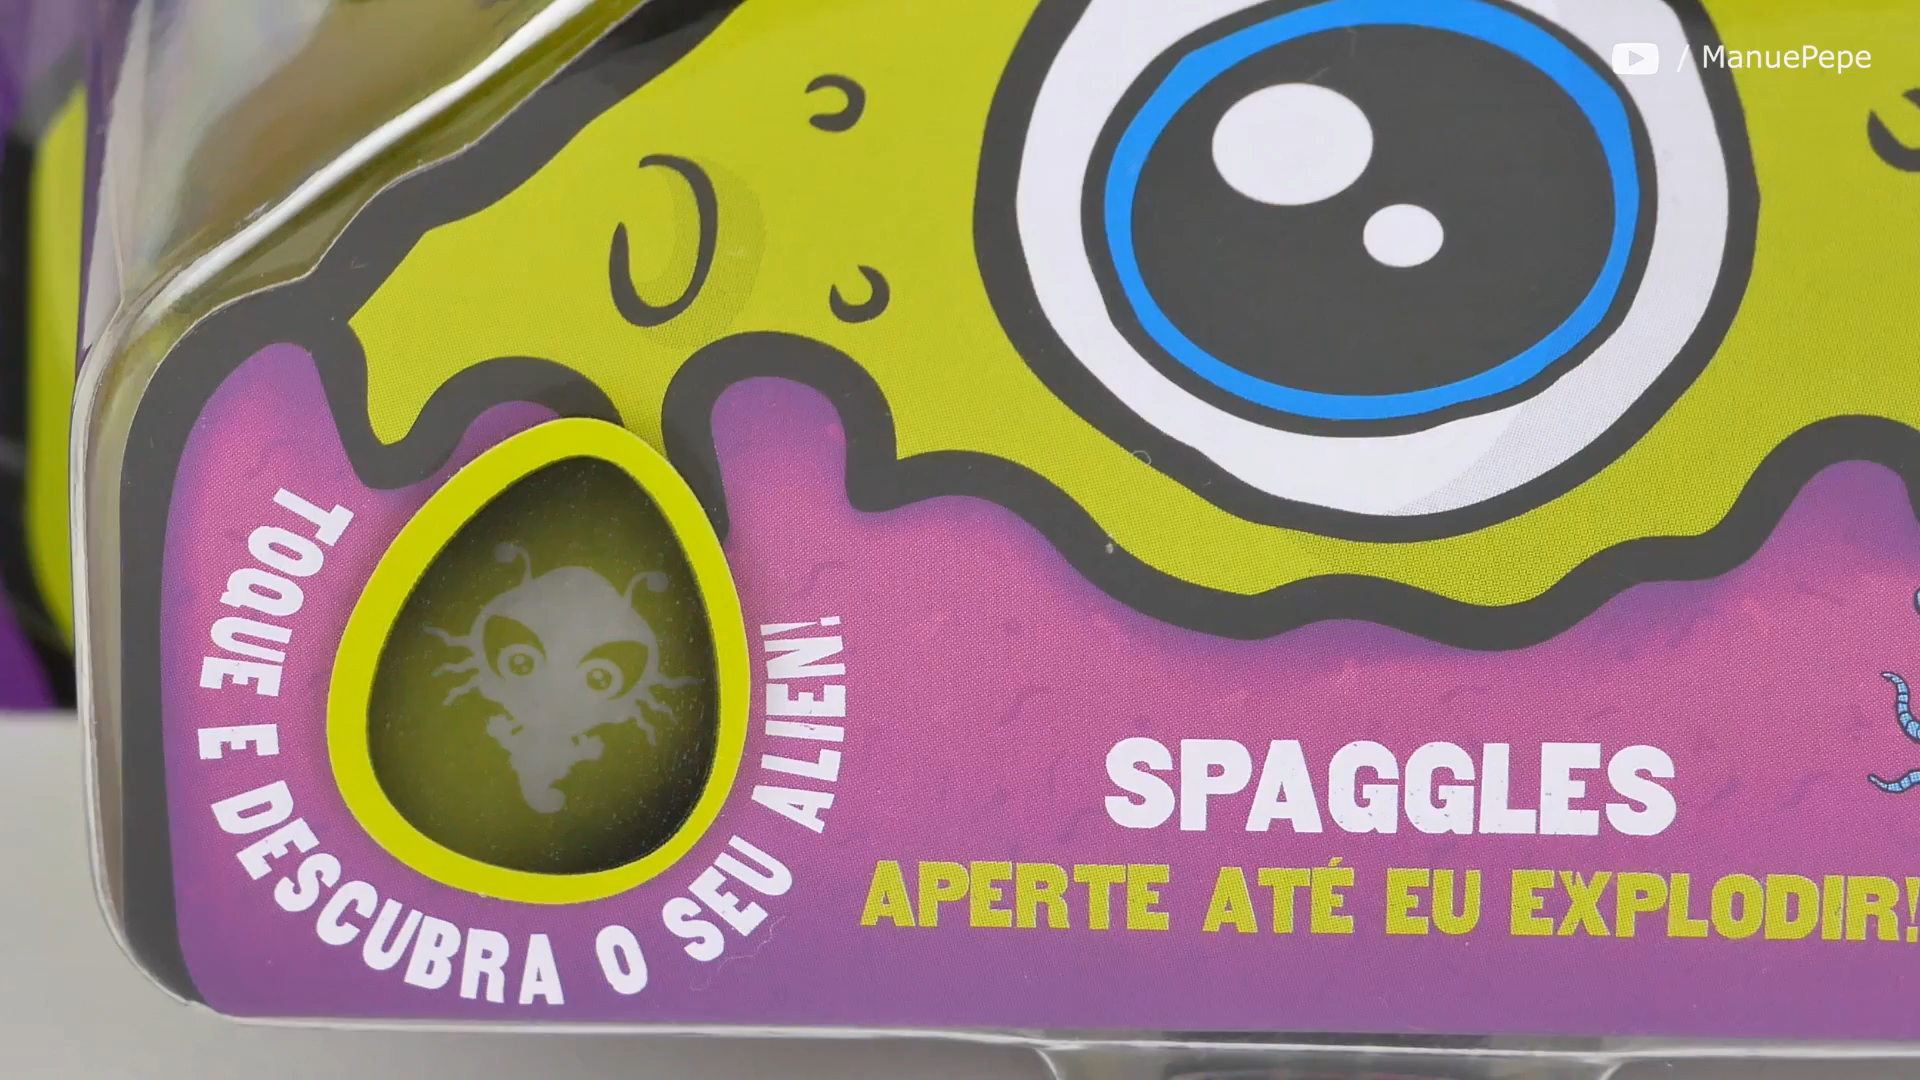 / ManuePepe
TOQUE E DESCUBRA O SEU ALIEN!
SPAGGLES
APERTE ATÉ EU EXPLODIR!